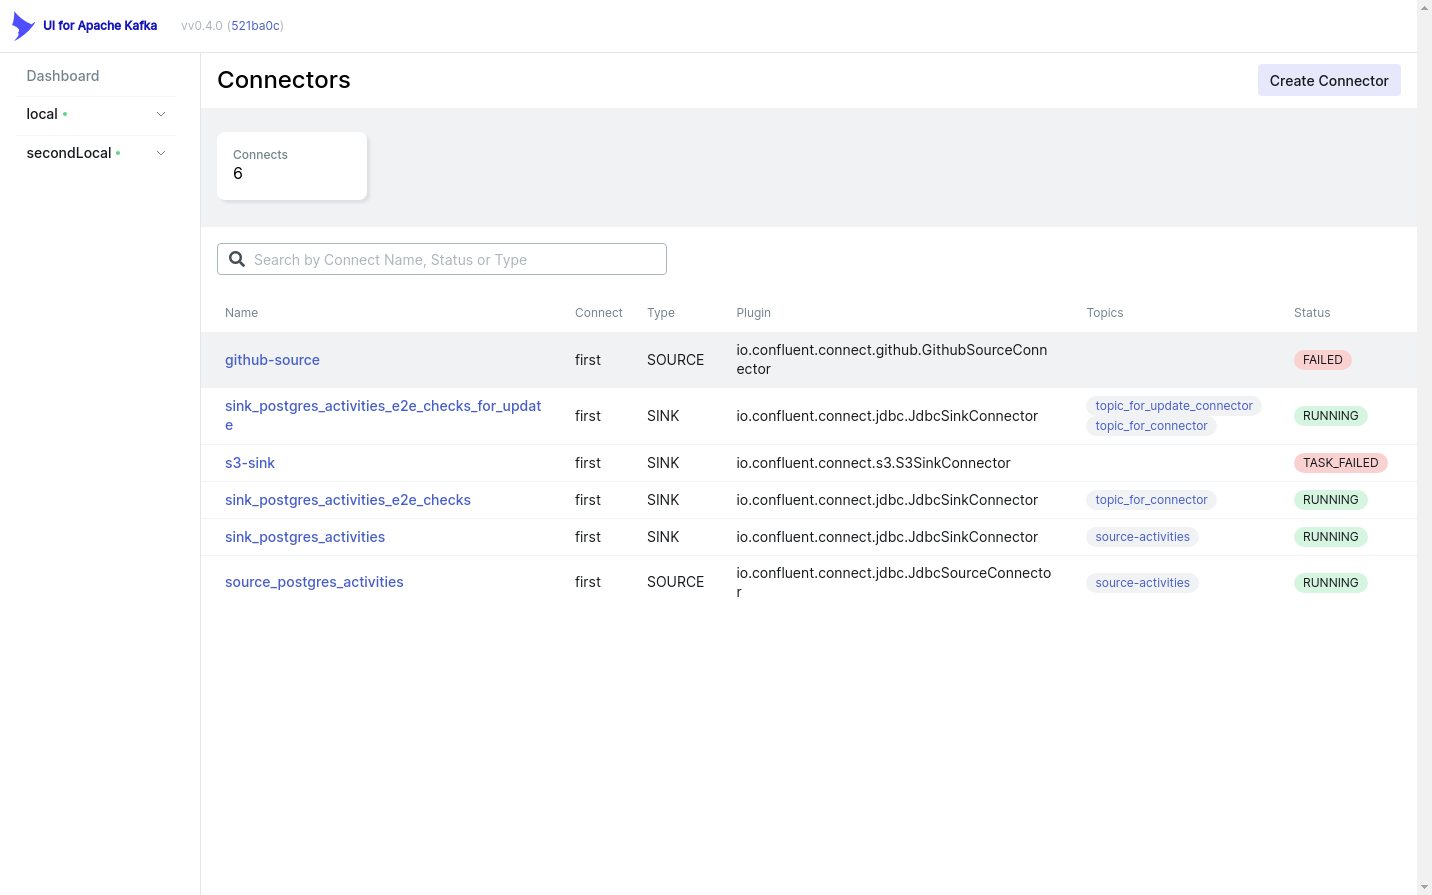 UI for Apache Kafka vv0.4.0 (521ba0c)
Dashboard
local
secondLocal
Connectors
Create Connector
Connects
6
Search by Connect Name, Status or Type
Name Connect Type Plugin Topics Status
github-source first SOURCE io.confluent.connect.github.GithubSourceConn
ector FAILED
sink_postgres_activities_e2e_checks_for_updat
e first SINK io.confluent.connect.jdbc.JdbcSinkConnector topic_for_update_connector
topic_for_connector RUNNING
s3-sink first SINK io.confluent.connect.s3.S3SinkConnector TASK_FAILED
sink_postgres_activities_e2e_checks first SINK io.confluent.connect.jdbc.JdbcSinkConnector topic_for_connector RUNNING
sink_postgres_activities first SINK io.confluent.connect.jdbc.JdbcSinkConnector source-activities RUNNING
source_postgres_activities first SOURCE io.confluent.connect.jdbc.JdbcSourceConnecto
r source-activities RUNNING